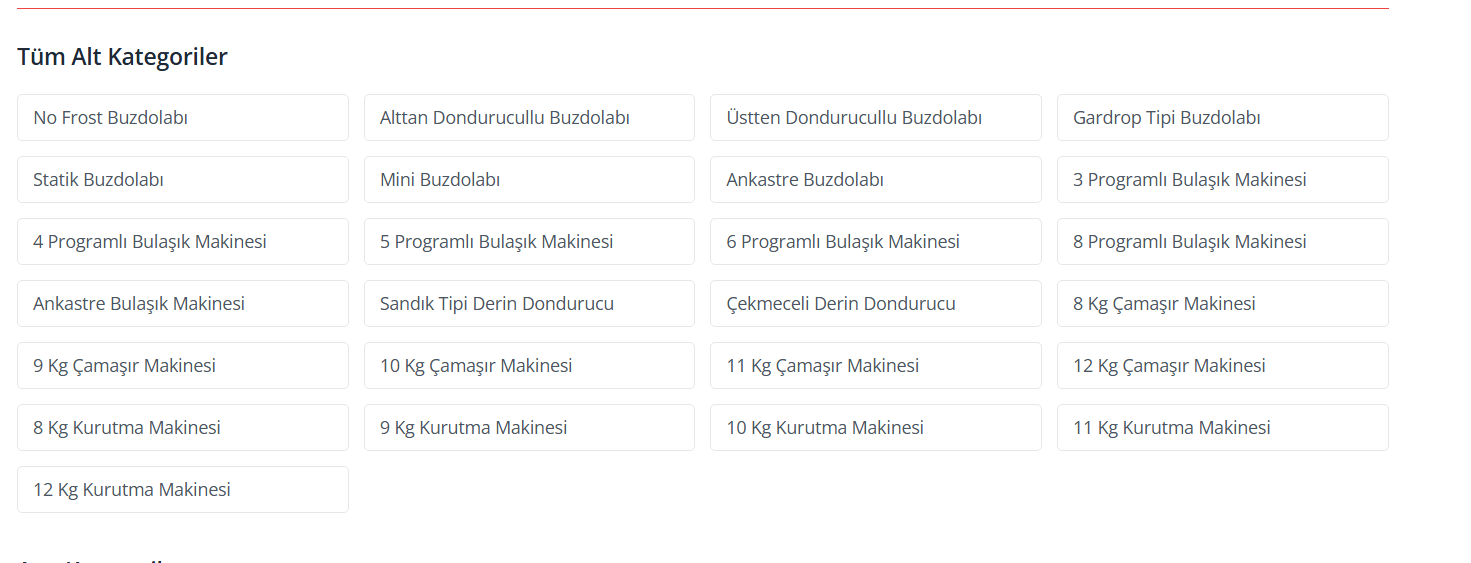 Tüm Alt Kategoriler
No Frost Buzdolabı
Alttan Dondurucullu Buzdolabı
Üstten Dondurucullu Buzdolabı
Gardrop Tipi Buzdolabı
Statik Buzdolabı
Mini Buzdolabı
Ankastre Buzdolabı
3 Programlı Bulaşık Makinesi
4 Programlı Bulaşık Makinesi
5 Programlı Bulaşık Makinesi
6 Programlı Bulaşık Makinesi
8 Programlı Bulaşık Makinesi
Ankastre Bulaşık Makinesi
Sandık Tipi Derin Dondurucu
Çekmeceli Derin Dondurucu
8 Kg Çamaşır Makinesi
9 Kg Çamaşır Makinesi
10 Kg Çamaşır Makinesi
11 Kg Çamaşır Makinesi
12 Kg Çamaşır Makinesi
8 Kg Kurutma Makinesi
9 Kg Kurutma Makinesi
10 Kg Kurutma Makinesi
11 Kg Kurutma Makinesi
12 Kg Kurutma Makinesi